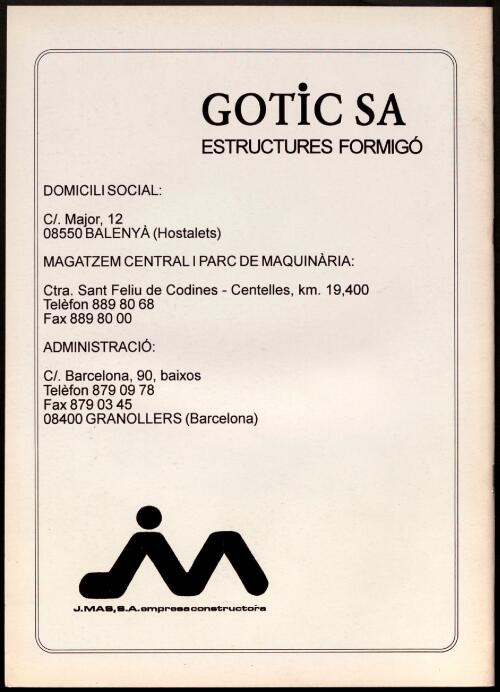 GOTIC SA
ESTRUCTURES FORMIGÓ
DOMICILI SOCIAL:
C/. Major, 12
08550 BALENYÀ (Hostalets)
MAGATZEM CENTRAL I PARC DE MAQUINÀRIA:
Ctra. Sant Feliu de Codines - Centelles, km. 19,400
Telèfon 889 80 68
Fax 889 80 00
ADMINISTRACIÓ:
C/. Barcelona, 90, baixos
Telèfon 879 09 78
Fax 879 03 45
08400 GRANOLLERS (Barcelona)
JM
J.MAS,S.A.empresaconstructora